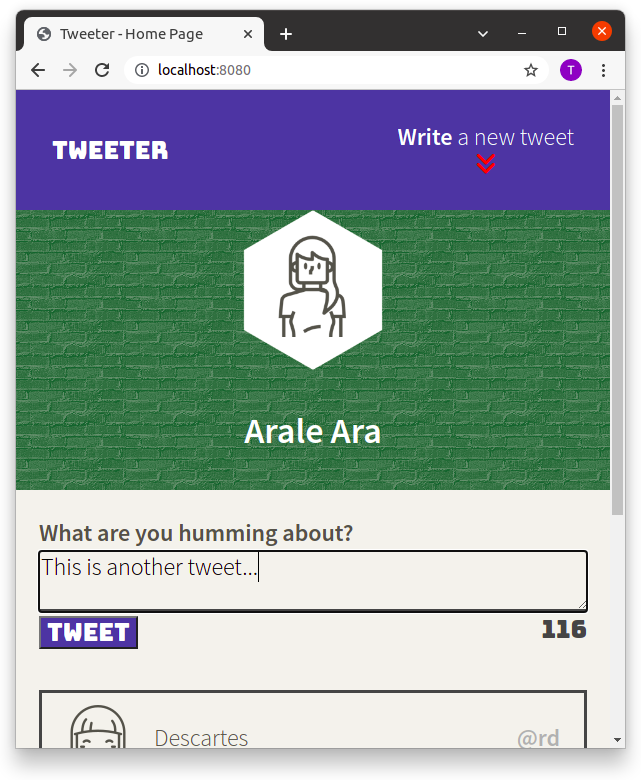 Tweeter - Home Page
localhost:8080
T
TWEETER
Write a new tweet
Arale Ara
What are you humming about?
This is another tweet...
TWEET
116
Descartes
@rd